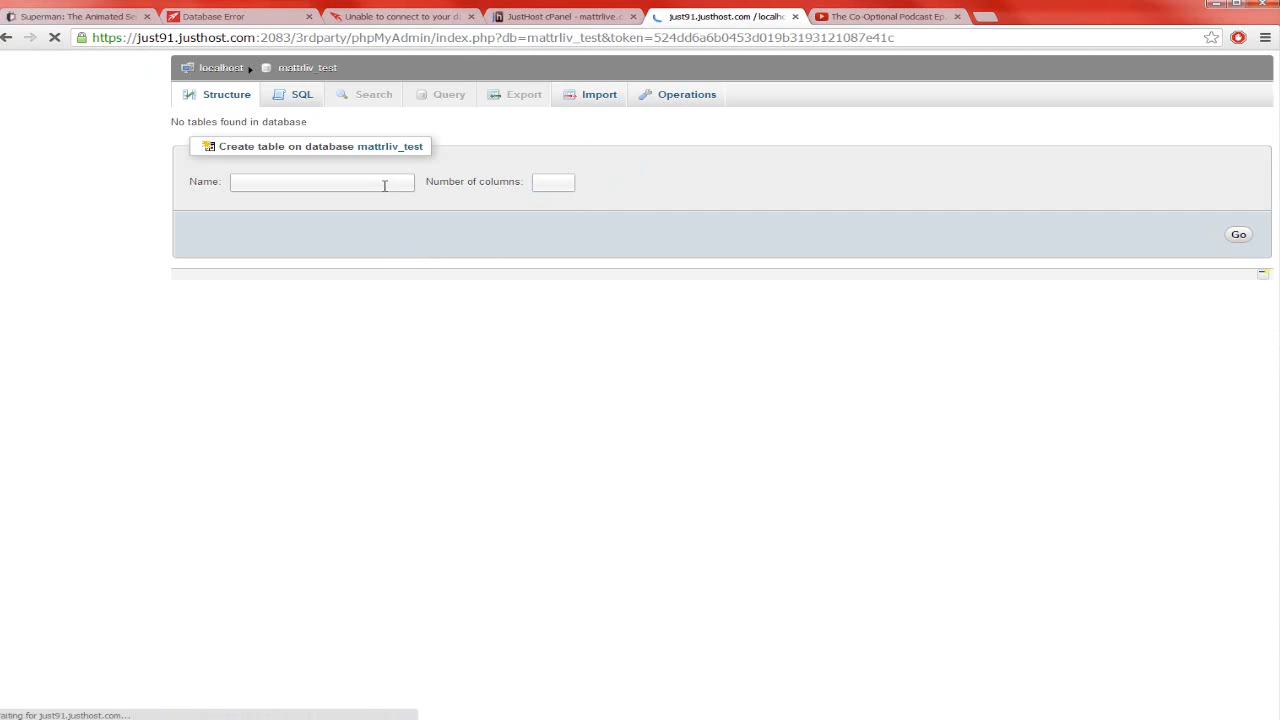 Superman: The Animated Se
Database Error
Unable to connect to your d
JustHost cPanel - mattrlive.c
just91.justhost.com / localh
The Co-Optional Podcast Ep.
https://just91.justhost.com:2083/3rdparty/phpMyAdmin/index.php?db=mattrliv_test&token=524dd6a6b0453d019b3193121087e41c
localhost mattrliv_test
Structure SQL Search Query Export Import Operations
No tables found in database
Create table on database mattrliv_test
Name: Number of columns:
Go
aiting for just91.justhost.com...